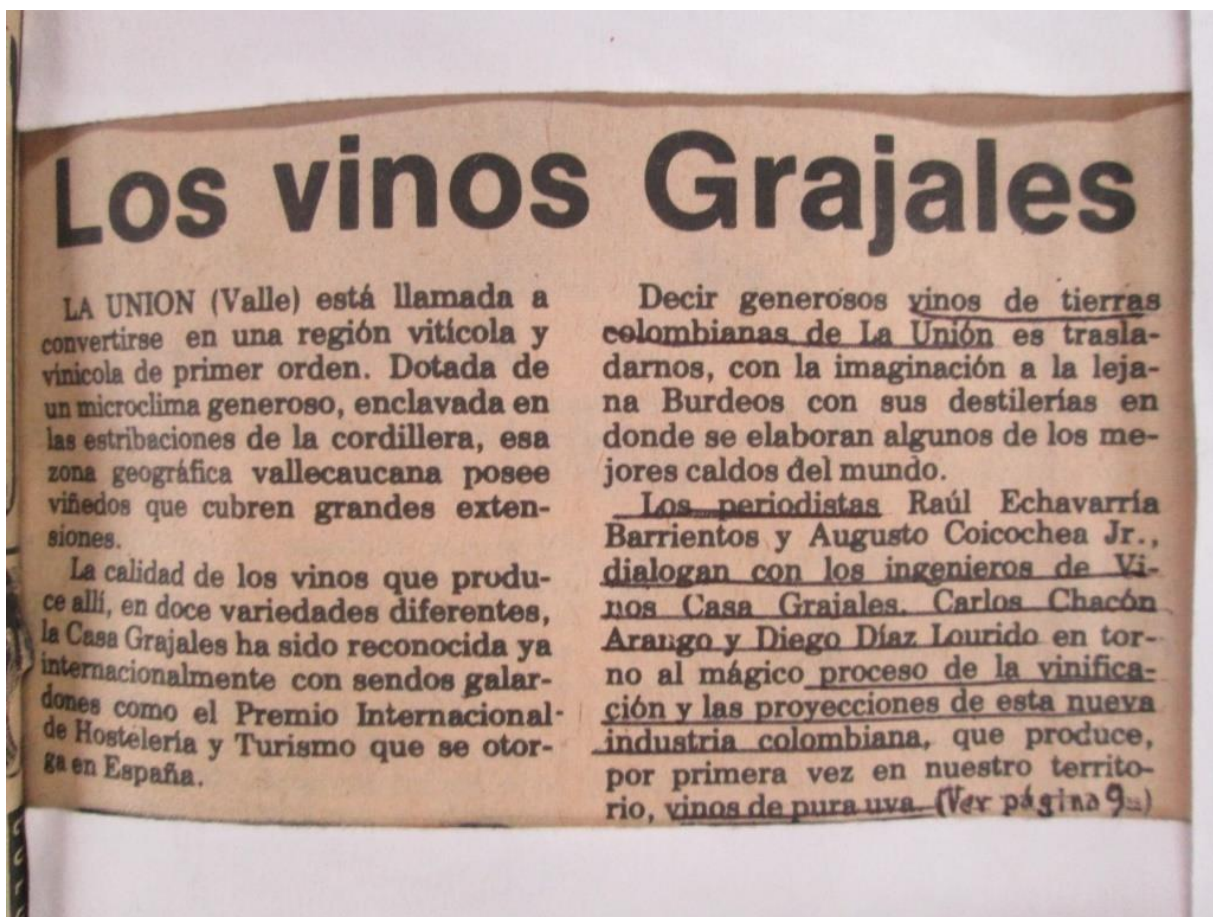 Los vinos Grajales
LA UNION (Valle) está llamada a
convertirse en una región vitícola y
vinicola de primer orden. Dotada de
un microclima generoso, enclavada en
las estribaciones de la cordillera, esa
zona geográfica vallecaucana posee
viñedos que cubren grandes exten-
siones.
La calidad de los vinos que produ-
ce allí, en doce variedades diferentes,
la Casa Grajales ha sido reconocida ya
internacionalmente con sendos galar-
dones como el Premio Internacional
de Hostelería y Turismo que se otor-
ga en España.
Decir generosos vinos de tierras
colombianas de La Unión es trasla-
darnos, con la imaginación a la leja-
na Burdeos con sus destilerías en
donde se elaboran algunos de los me-
jores caldos del mundo.
Los periodistas Raúl Echavarría
Barrientos y Augusto Coicochea Jr.,
dialogan con los ingenieros de Vi-
nos Casa Grajales. Carlos Chacón
Arango y Diego Díaz Lourido en tor-
no al mágico proceso de la vinifica-
ción y las proyecciones de esta nueva
industria colombiana, que produce,
por primera vez en nuestro territo-
rio, vinos de pura uva (Ver página 9)